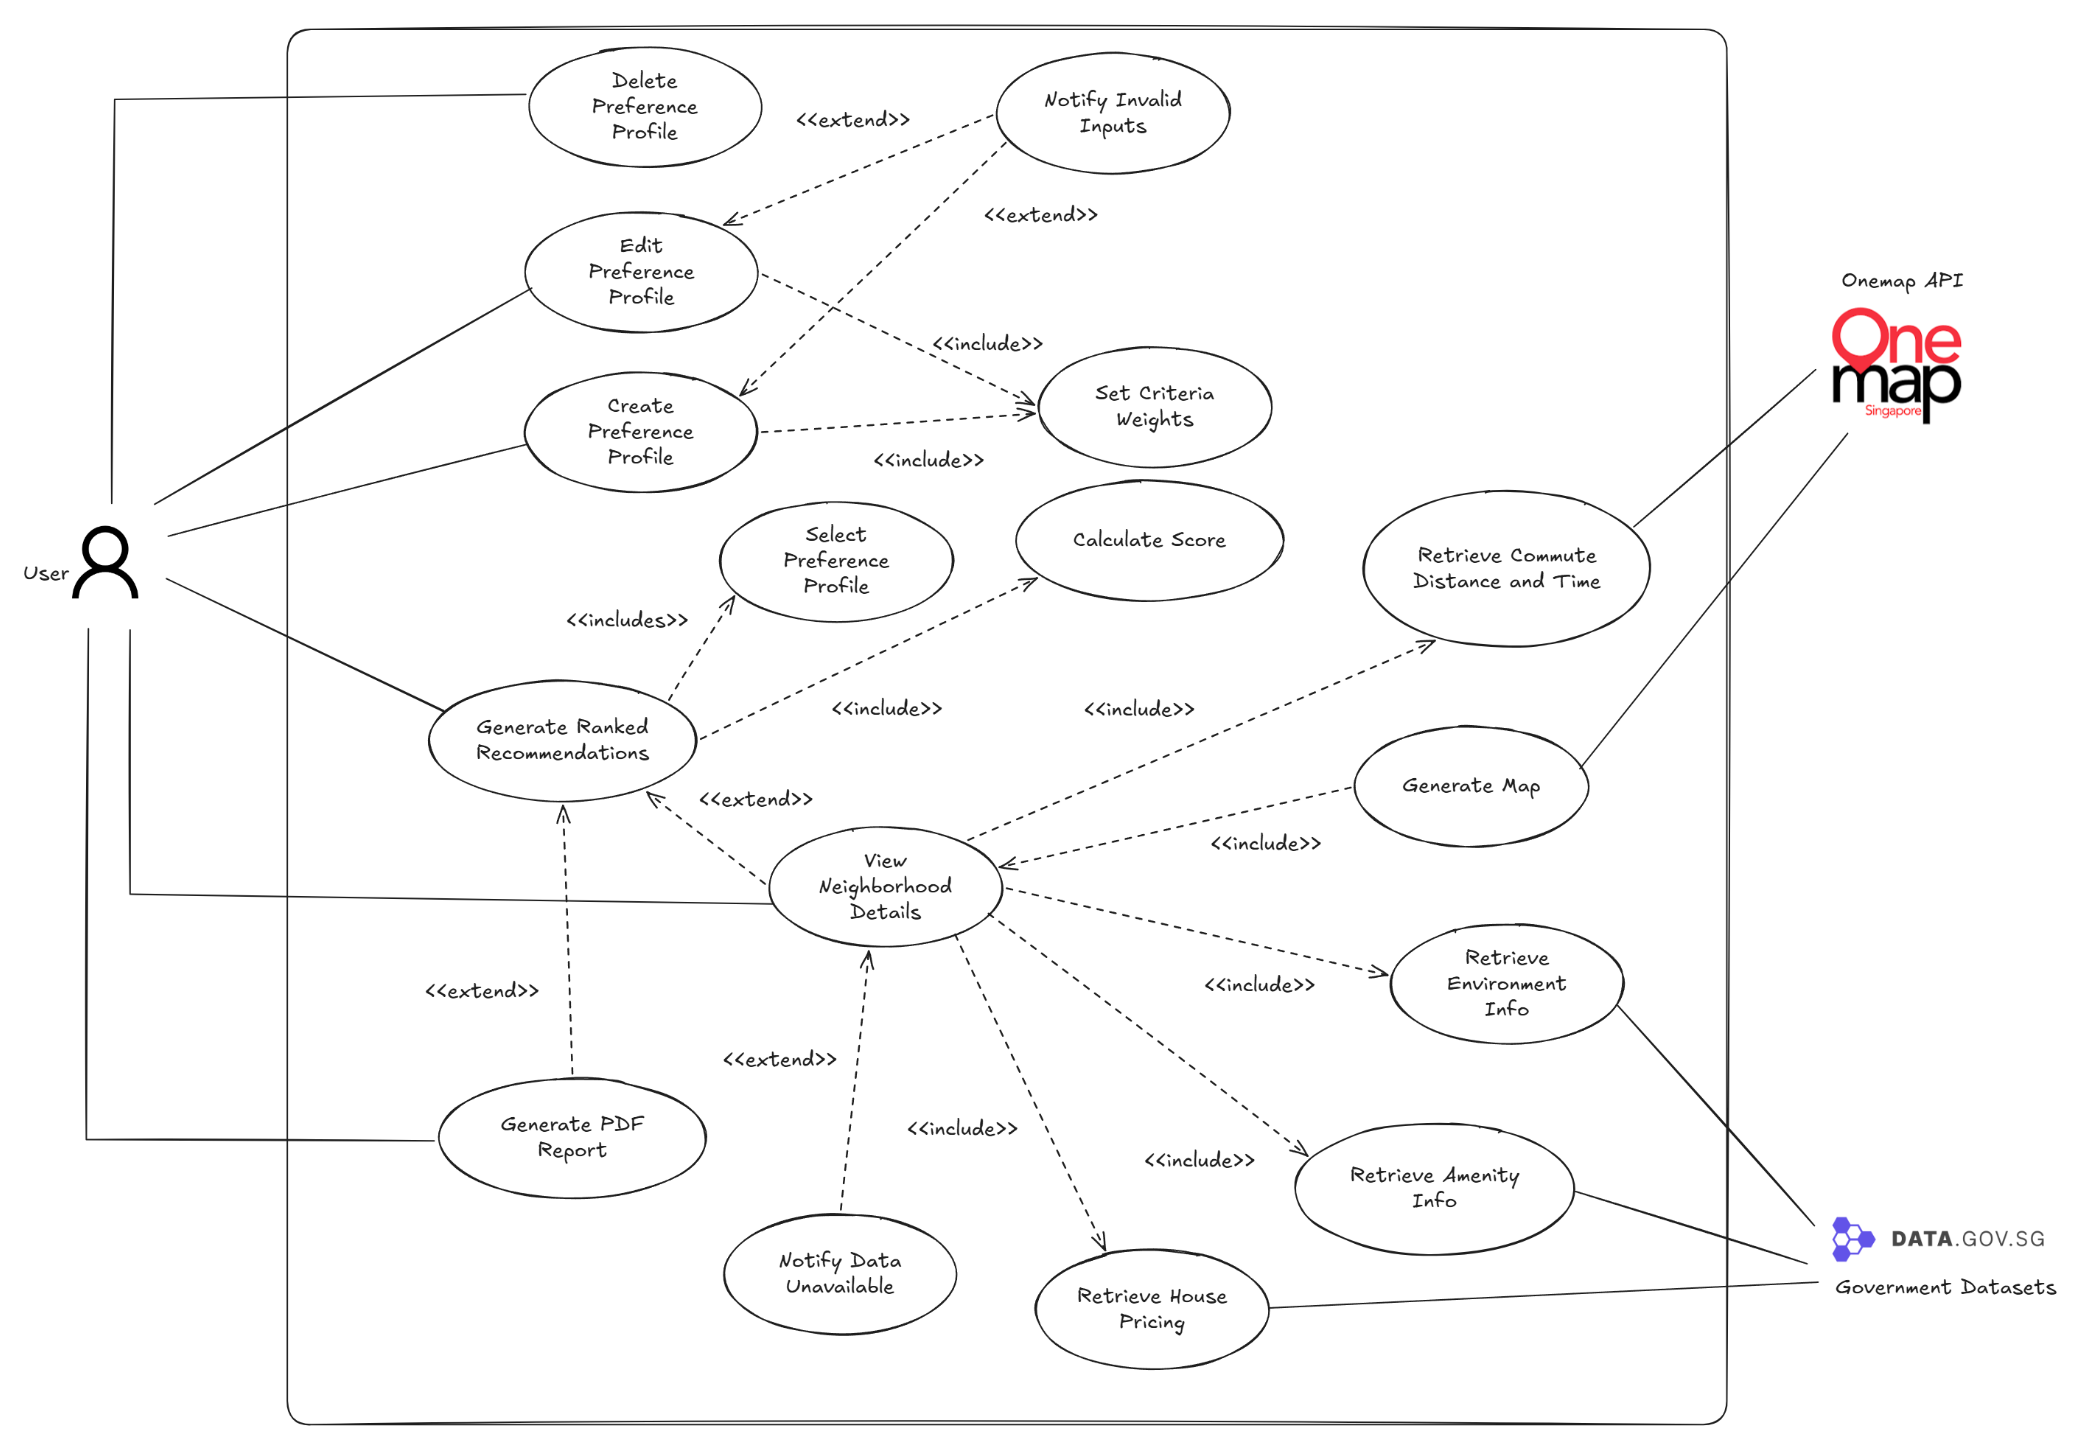 Delete
Preference
Profile
Notify Invalid
Inputs
<<extend>>
<<extend>>
Edit
Preference
Profile
Onemap API
One
map
Singapore
<<include>>
Set Criteria
Weights
Create
Preference
Profile
<<include>>
Select
Preference
Profile
Calculate Score
Retrieve Commute
Distance and Time
User
<<includes>>
<<include>>
<<include>>
Generate Ranked
Recommendations
Generate Map
<<extend>>
<<include>>
View
Neighborhood
Details
<<extend>>
<<include>>
Retrieve
Environment
Info
<<extend>>
Generate PDF
Report
<<include>>
<<include>>
Retrieve Amenity
Info
Notify Data
Unavailable
Retrieve House
Pricing
DATA.GOV.SG
Government Datasets